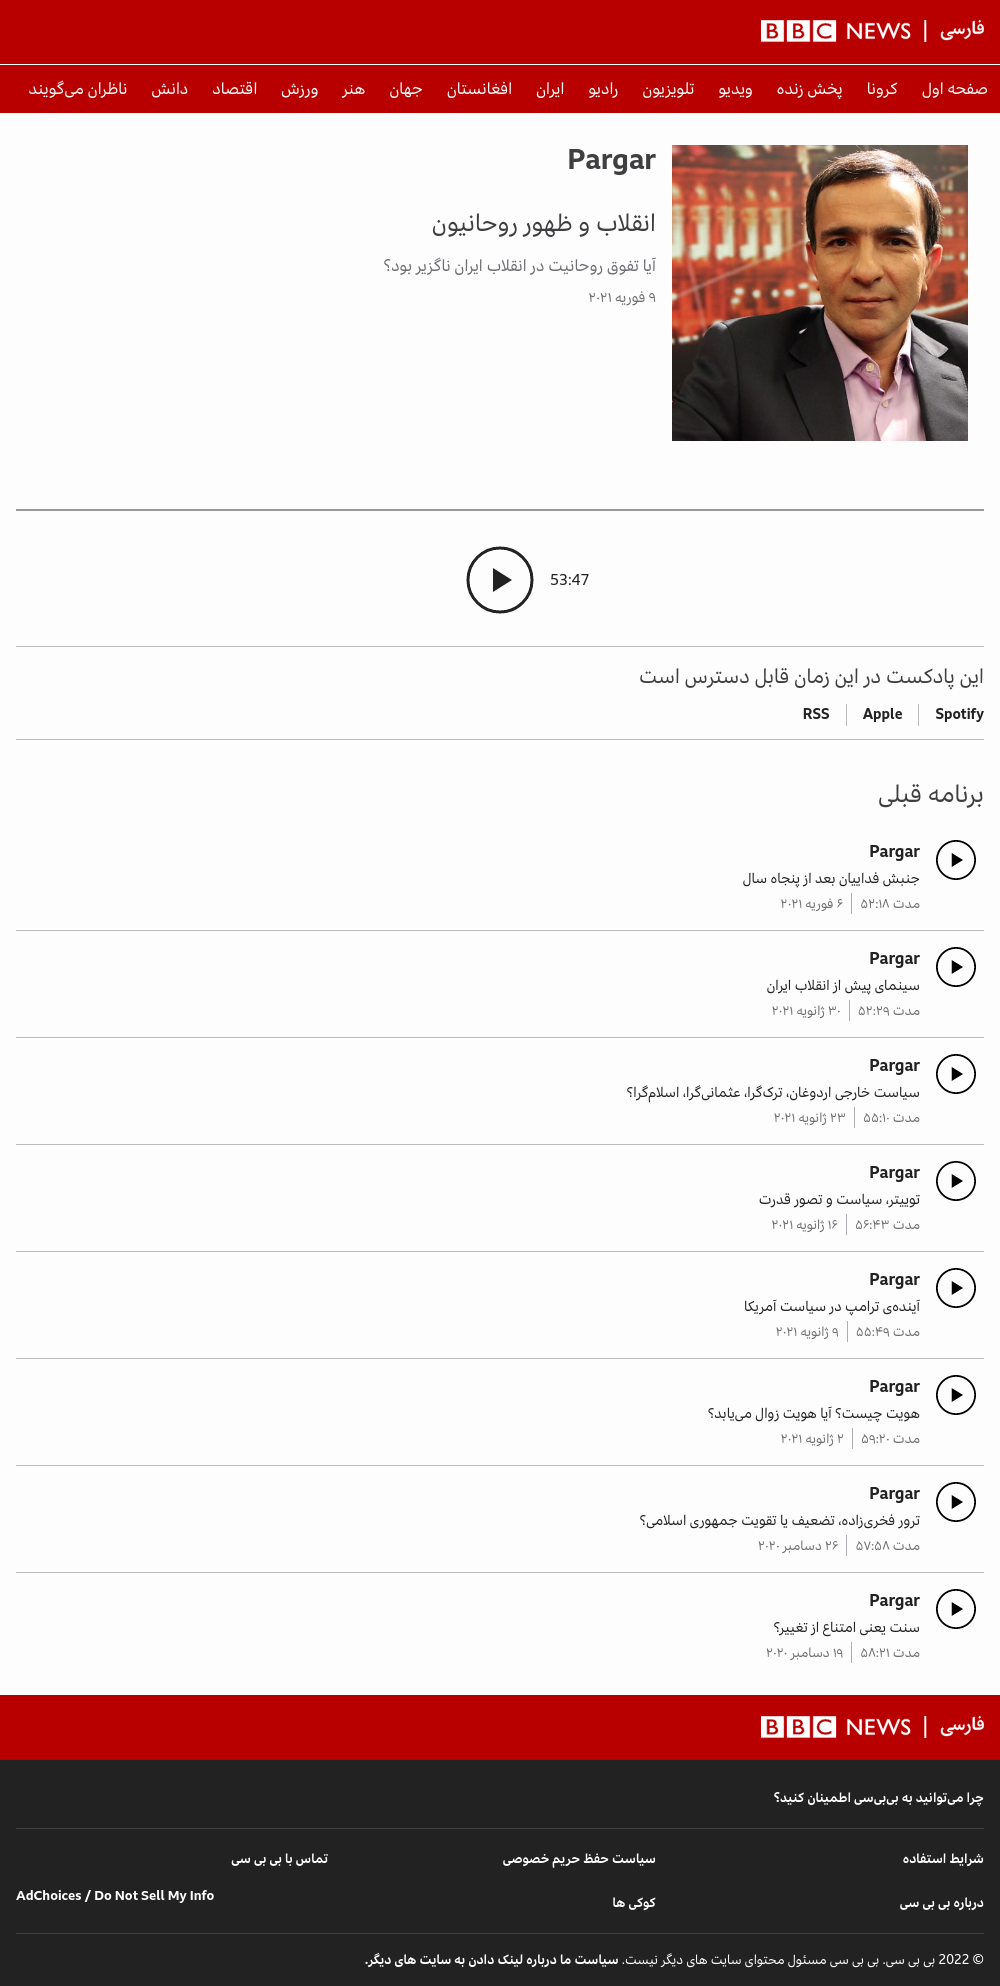 BBC NEWS | فارسی
صفحه اول کرونا پخش زنده ویدیو تلویزیون رادیو ایران افغانستان جهان هنر ورزش اقتصاد دانش ناظران می‌گویند
Pargar
انقلاب و ظهور روحانیون
آیا تفوق روحانیت در انقلاب ایران ناگزیر بود؟
۹ فوریه ۲۰۲۱
53:47
این پادکست در این زمان قابل دسترس است
Spotify Apple RSS
برنامه قبلی
Pargar
جنبش فداییان بعد از پنجاه سال
مدت ۵۲:۱۸ ۶ فوریه ۲۰۲۱
Pargar
سینمای پیش از انقلاب ایران
مدت ۵۲:۲۹ ۳۰ ژانویه ۲۰۲۱
Pargar
سیاست خارجی اردوغان، ترک‌گرا، عثمانی‌گرا، اسلام‌گرا؟
مدت ۵۵:۱۰ ۲۳ ژانویه ۲۰۲۱
Pargar
توییتر، سیاست و تصور قدرت
مدت ۵۶:۴۳ ۱۶ ژانویه ۲۰۲۱
Pargar
آینده‌ی ترامپ در سیاست آمریکا
مدت ۵۵:۴۹ ۹ ژانویه ۲۰۲۱
Pargar
هویت چیست؟ آیا هویت زوال می‌یابد؟
مدت ۵۹:۲۰ ۲ ژانویه ۲۰۲۱
Pargar
ترور فخری‌زاده، تضعیف یا تقویت جمهوری اسلامی؟
مدت ۵۷:۵۸ ۲۶ دسامبر ۲۰۲۰
Pargar
سنت یعنی امتناع از تغییر؟
مدت ۵۸:۲۱ ۱۹ دسامبر ۲۰۲۰
BBC NEWS | فارسی
چرا می‌توانید به بی‌بی‌سی اطمینان کنید؟
شرایط استفاده سیاست حفظ حریم خصوصی تماس با بی بی سی
درباره بی بی سی کوکی ها AdChoices / Do Not Sell My Info
© 2022 بی بی سی. بی بی سی مسئول محتوای سایت های دیگر نیست. سیاست ما درباره لینک دادن به سایت های دیگر.